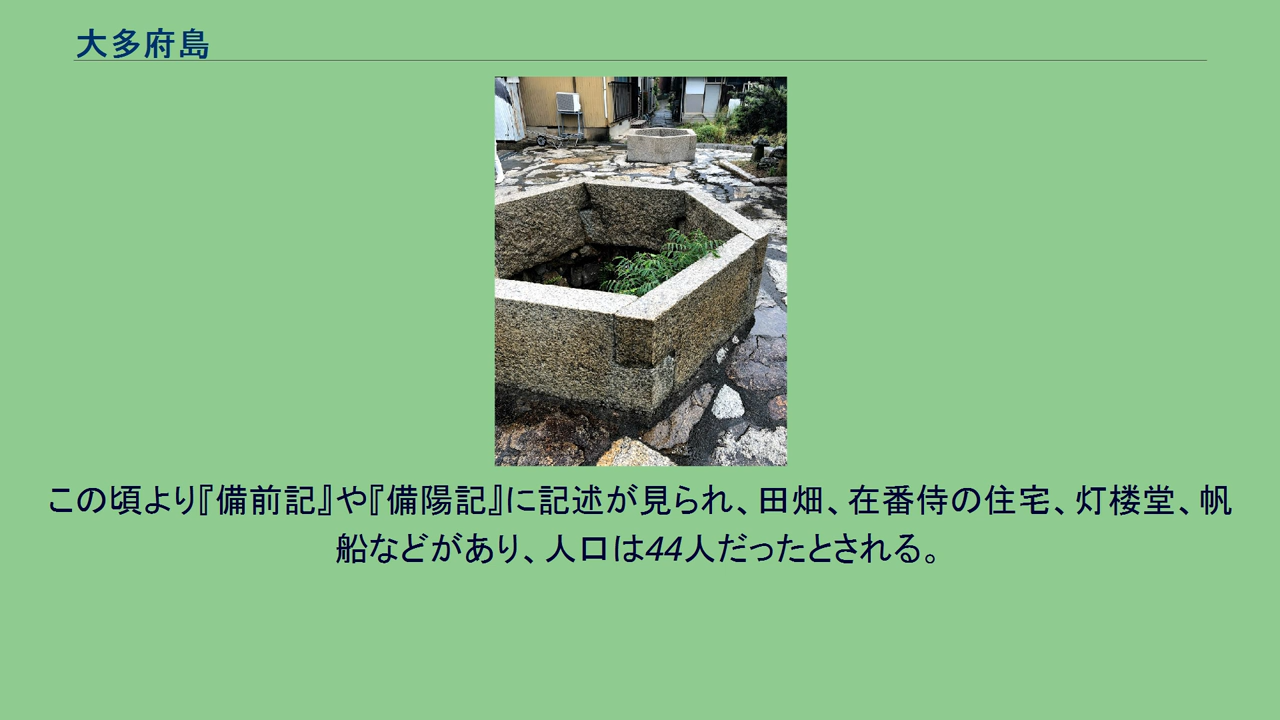 大多府島
この頃より『備前記』や『備陽記』に記述が見られ、田畑、在番侍の住宅、灯楼堂、帆
船などがあり、人口は44人だったとされる。